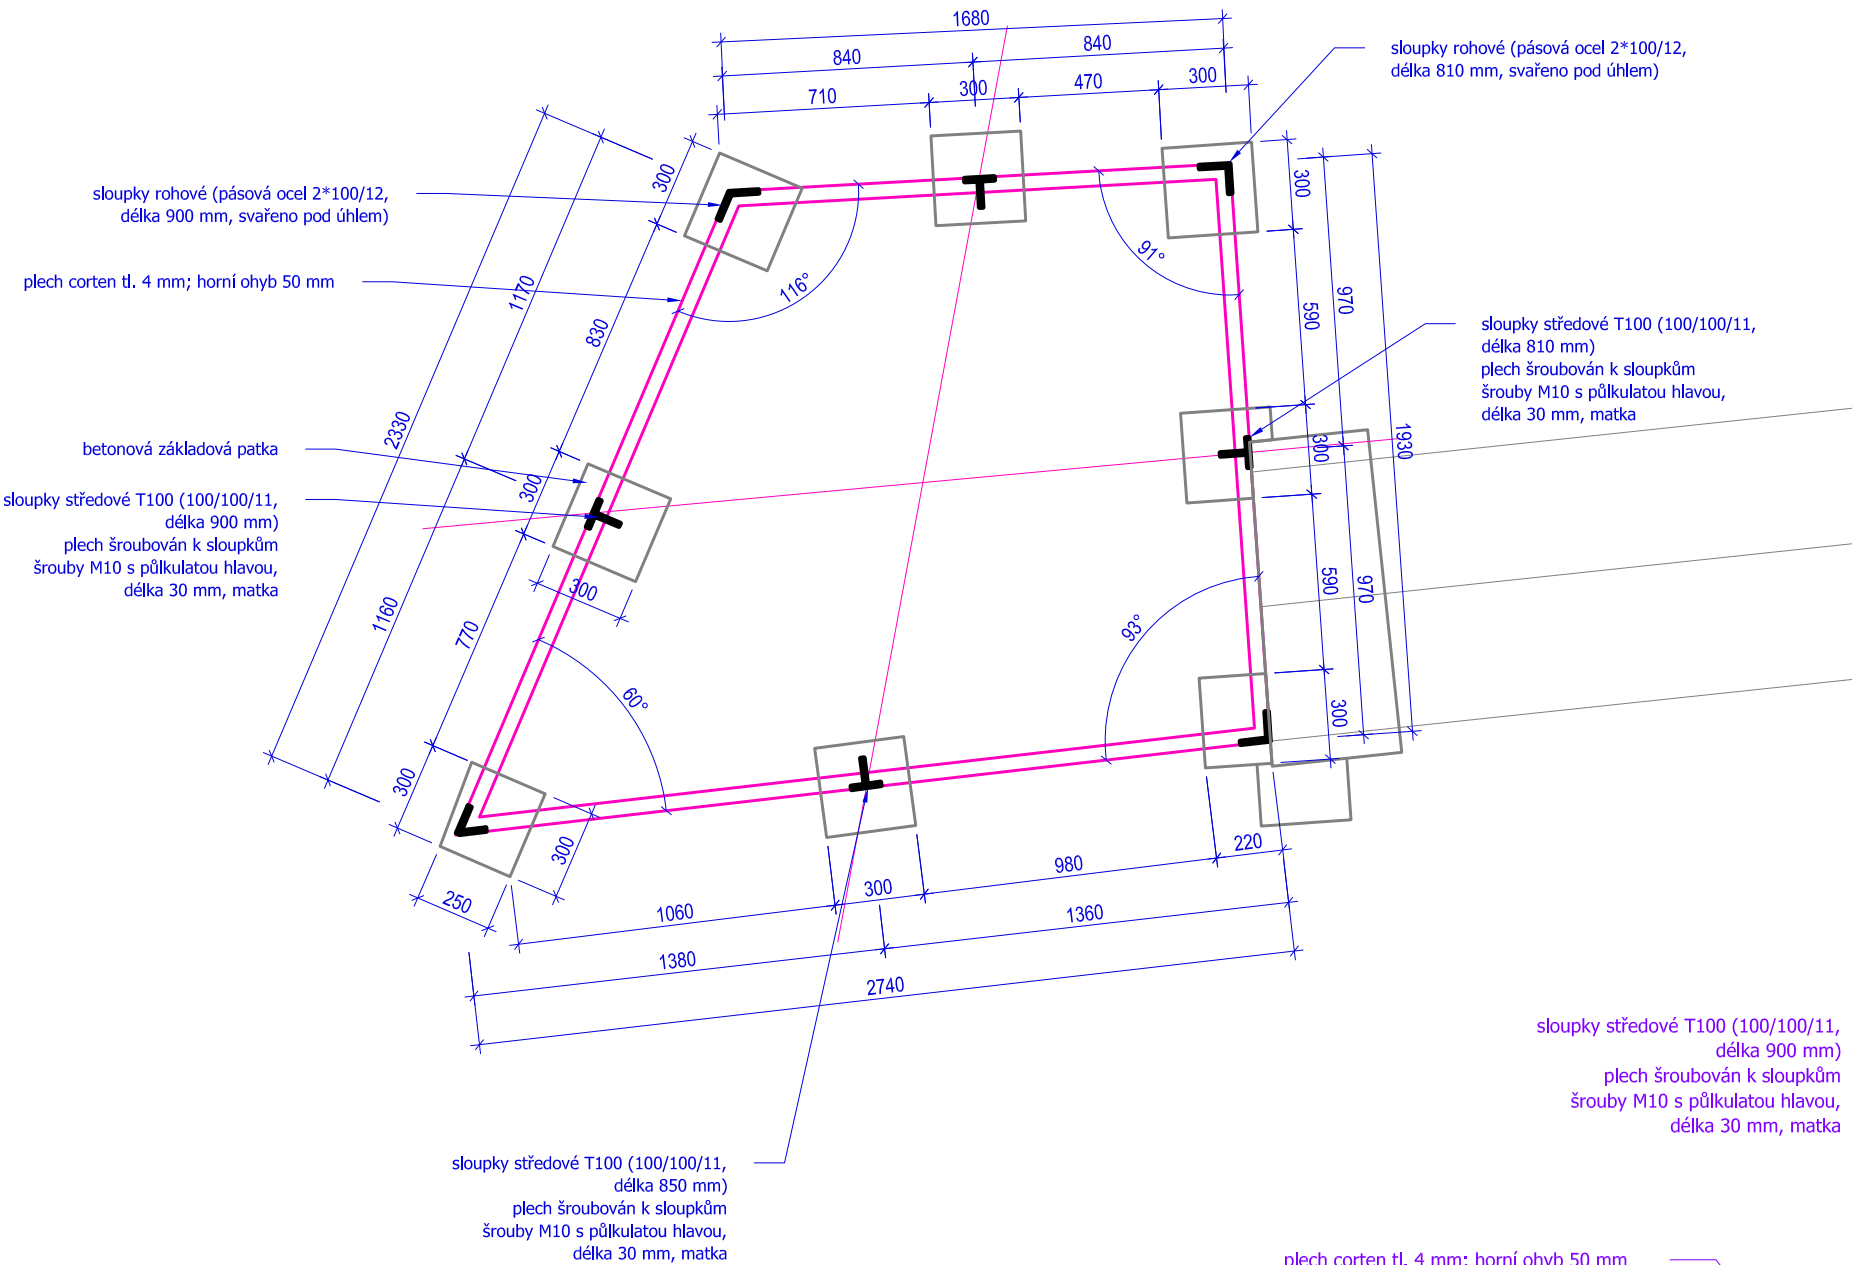 1680
840
840
710
300
470
300
sloupky rohové (pásová ocel 2*100/12,
délka 810 mm, svařeno pod úhlem)
sloupky rohové (pásová ocel 2*100/12,
délka 900 mm, svařeno pod úhlem)
300
300
116°
91°
plech corten tl. 4 mm; horní ohyb 50 mm
1170
830
590
970
sloupky středové T100 (100/100/11,
délka 810 mm)
plech šroubován k sloupkům
šrouby M10 s půlkulatou hlavou,
délka 30 mm, matka
2330
300
1930
betonová základová patka
300
sloupky středové T100 (100/100/11,
délka 900 mm)
plech šroubován k sloupkům
šrouby M10 s půlkulatou hlavou,
délka 30 mm, matka
300
590
970
1160
770
93°
60°
300
300
300
250
220
980
300
1060
1360
1380
2740
sloupky středové T100 (100/100/11,
délka 900 mm)
plech šroubován k sloupkům
šrouby M10 s půlkulatou hlavou,
délka 30 mm, matka
sloupky středové T100 (100/100/11,
délka 850 mm)
plech šroubován k sloupkům
šrouby M10 s půlkulatou hlavou,
délka 30 mm, matka
plech corten tl. 4 mm; horní ohyb 50 mm